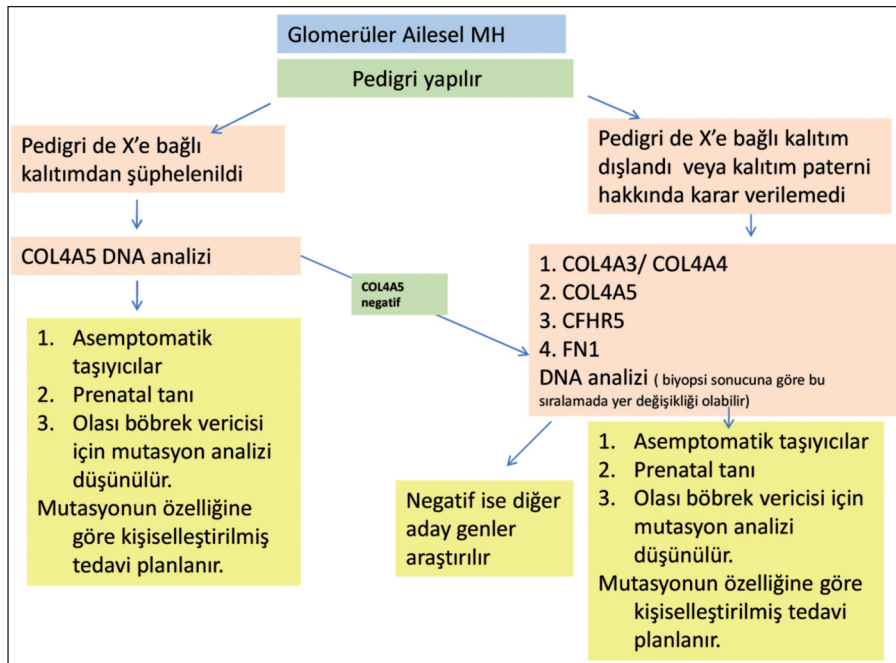 Glomerüler Ailesel MH
Pedigri yapılır
Pedigri de X'e bağlı
kalıtımdan şüphelenildi
Pedigri de X'e bağlı kalıtım
dışlandı veya kalıtım paterni
hakkında karar verilemedi
COL4A5 DNA analizi
COL4A5
negatif
1. COL4A3/ COL4A4
2. COL4A5
3. CFHR5
4. FN1
DNA analizi ( biyopsi sonucuna göre bu
sıralamada yer değişikliği olabilir)
1. Asemptomatik
taşıyıcılar
2. Prenatal tanı
3. Olası böbrek vericisi
için mutasyon analizi
düşünülür.
Mutasyonun özelliğine
göre kişiselleştirilmiş
tedavi planlanır.
Negatif ise diğer
aday genler
araştırılır
1. Asemptomatik taşıyıcılar
2. Prenatal tanı
3. Olası böbrek vericisi için
mutasyon analizi
düşünülür.
Mutasyonun özelliğine göre
kişiselleştirilmiş tedavi
planlanır.